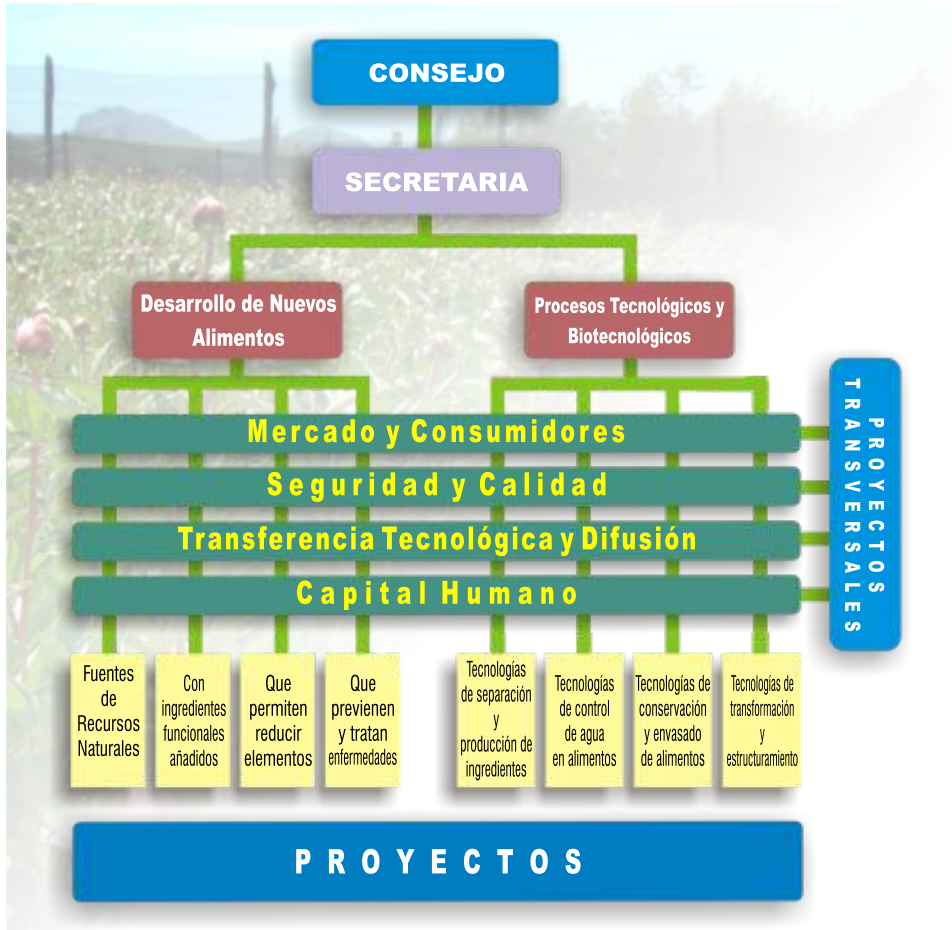 CONSEJO
SECRETARIA
Desarrollo de Nuevos
Alimentos
Procesos Tecnológicos y
Biotecnológicos
Mercado y Consumidores
Seguridad y Calidad
Transferencia Tecnológica y Difusión
Capital Humano
PROYECTOS
TRANSVERSALES
Fuentes
de
Recursos
Naturales
Con
ingredientes
funcionales
añadidos
Que
permiten
reducir
elementos
Que
previenen
y tratan
enfermedades
Tecnologías
de separación
y
producción de
ingredientes
Tecnologías
de control
de agua
en alimentos
Tecnologías de
conservación
y envasado
de alimentos
Tecnologías de
transformación
y
estructuramiento
PROYECTOS